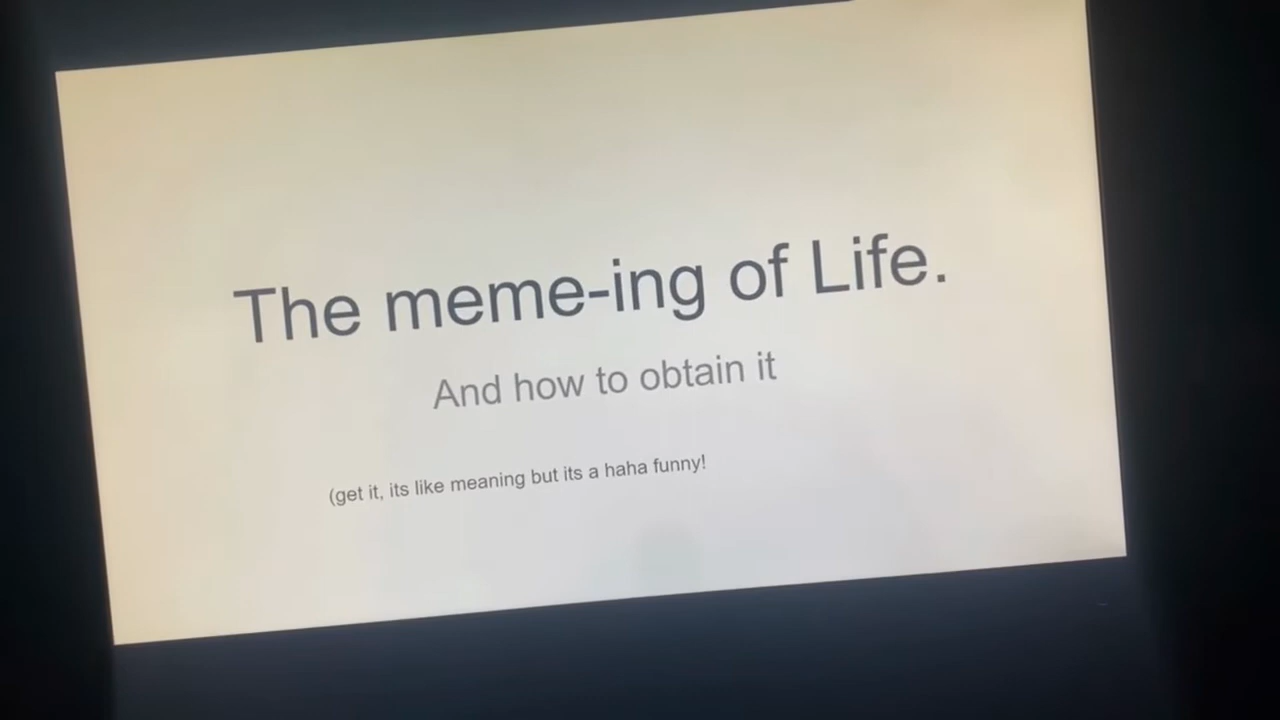 The meme-ing of Life.
And how to obtain it
(get it, its like meaning but its a haha funny!